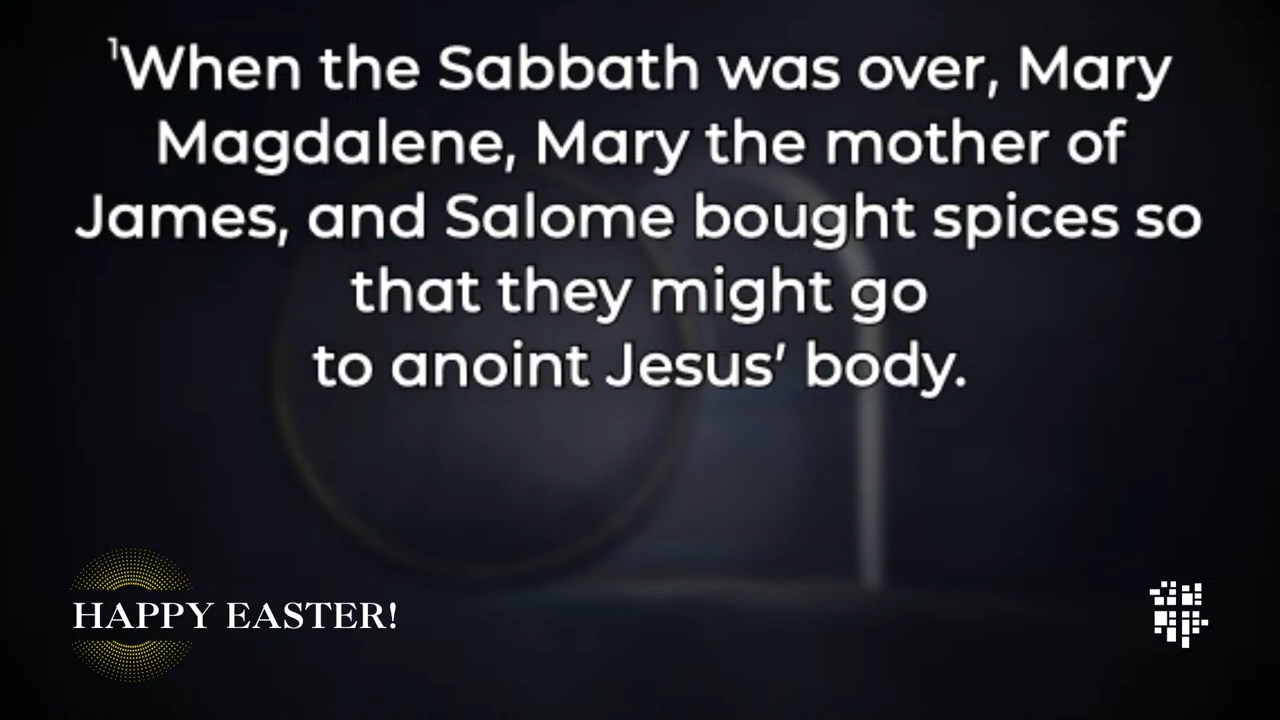 ¹When the Sabbath was over, Mary
Magdalene, Mary the mother of
James, and Salome bought spices so
that they might go
to anoint Jesus’ body.
HAPPY EASTER!